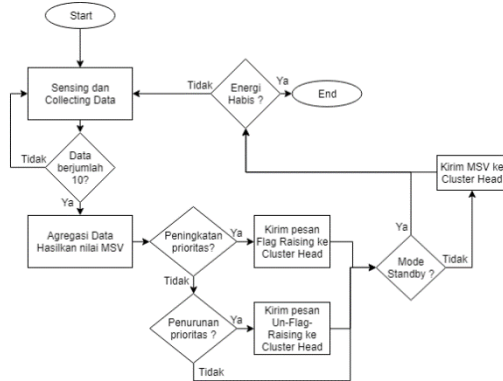 Start
Sensing dan
Collecting Data
Tidak
Energi
Habis ?
Ya
End
Tidak
Data
berjumlah
10?
Ya
Kirim MSV ke
Cluster Head
Agregasi Data
Hasilkan nilai MSV
Peningkatan
prioritas?
Ya
Kirim pesan
Flag Raising ke
Cluster Head
Ya
Mode
Standby ?
Tidak
Tidak
Penurunan
prioritas ?
Ya
Kirim pesan
Un-Flag-
Raising ke
Cluster Head
Tidak